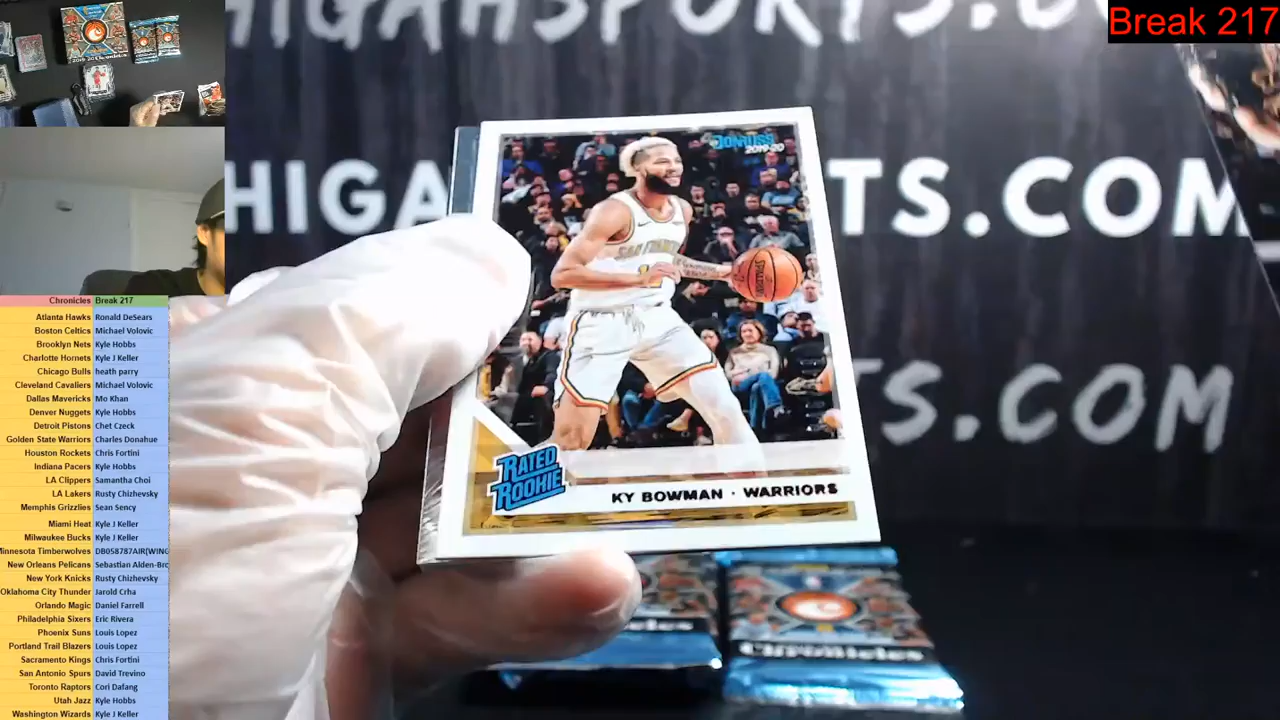 Break 217
HIGAHSPORTS.CO
HIGA
TS.COM
TS.COM
DONRUSS
2019-20
RATED
ROOKIE
KY BOWMAN · WARRIORS
SPALDING
Chronicles
Chronicles Break 217
Atlanta Hawks Ronald DeSears
Boston Celtics Michael Volovic
Brooklyn Nets Kyle Hobbs
Charlotte Hornets Kyle J Keller
Chicago Bulls heath parry
Cleveland Cavaliers Michael Volovic
Dallas Mavericks Mo Khan
Denver Nuggets Kyle Hobbs
Detroit Pistons Chet Czeck
Golden State Warriors Charles Donahue
Houston Rockets Chris Fortini
Indiana Pacers Kyle Hobbs
LA Clippers Samantha Choi
LA Lakers Rusty Chizhevsky
Memphis Grizzlies Sean Sency
Miami Heat Kyle J Keller
Milwaukee Bucks Kyle J Keller
Minnesota Timberwolves DB058787AIR(WING
New Orleans Pelicans Sebastian Alden-Bro
New York Knicks Rusty Chizhevsky
Oklahoma City Thunder Jarold Crha
Orlando Magic Daniel Farrell
Philadelphia Sixers Eric Rivera
Phoenix Suns Louis Lopez
Portland Trail Blazers Louis Lopez
Sacramento Kings Chris Fortini
San Antonio Spurs David Trevino
Toronto Raptors Cori Dafang
Utah Jazz Kyle Hobbs
Washington Wizards Kyle J Keller